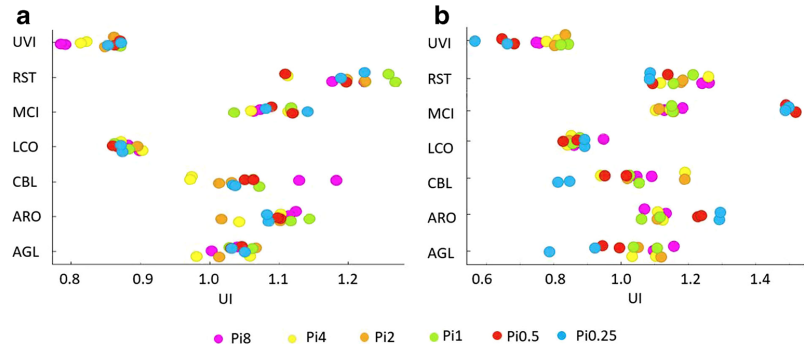 a
b
UVI
RST
MCI
LCO
CBL
ARO
AGL
0.8 0.9 1.0 1.1 1.2
UI
UVI
RST
MCI
LCO
CBL
ARO
AGL
0.6 0.8 1.0 1.2 1.4
UI
Pi8 Pi4 Pi2 Pi1 Pi0.5 Pi0.25